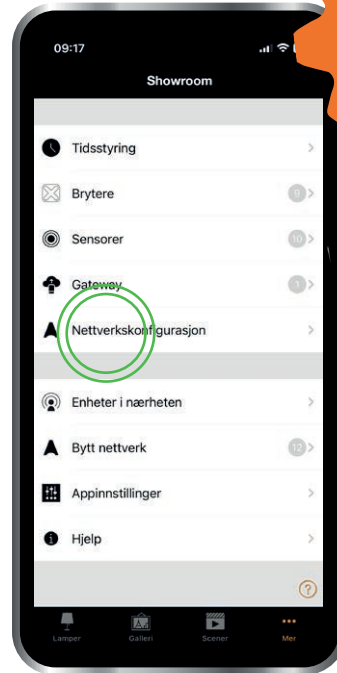 09:17
Showroom
Tidsstyring
Brytere 9
Sensorer 10
Gateway 1
Nettverkskonfigurasjon
Enheter i nærheten
Bytt nettverk 12
Appinnstillinger
Hjelp
?
Lamper Galleri Scener Mer